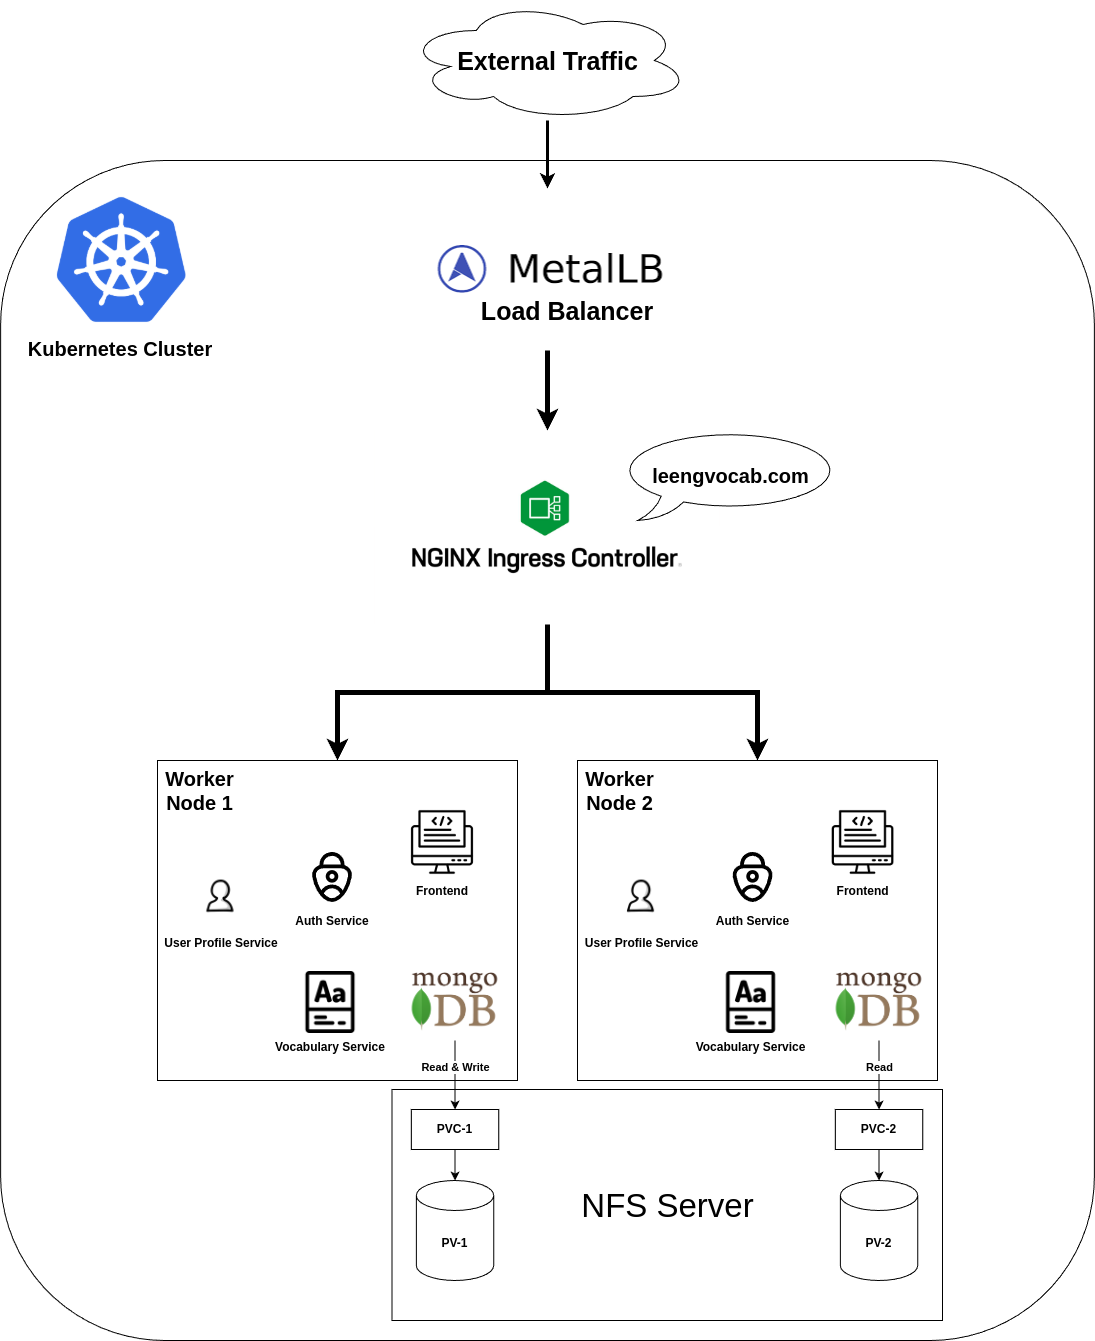 External Traffic
MetalLB
Load Balancer
Kubernetes Cluster
leengvocab.com
NGINX Ingress Controller
Worker
Node 1
Frontend
Auth Service
User Profile Service
Aa
Vocabulary Service
mongo
DB
Read & Write
Worker
Node 2
Frontend
Auth Service
User Profile Service
Aa
Vocabulary Service
mongo
DB
Read
PVC-1
PVC-2
NFS Server
PV-1
PV-2